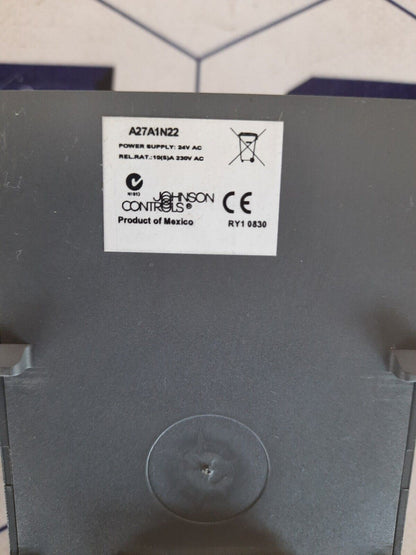 A27A1N22
POWER SUPPLY: 24V AC
REL.RAT.:10(5)A 230V AC
N1813
JOHNSON
CONTROLS®
CE
Product of Mexico
RY1 0830